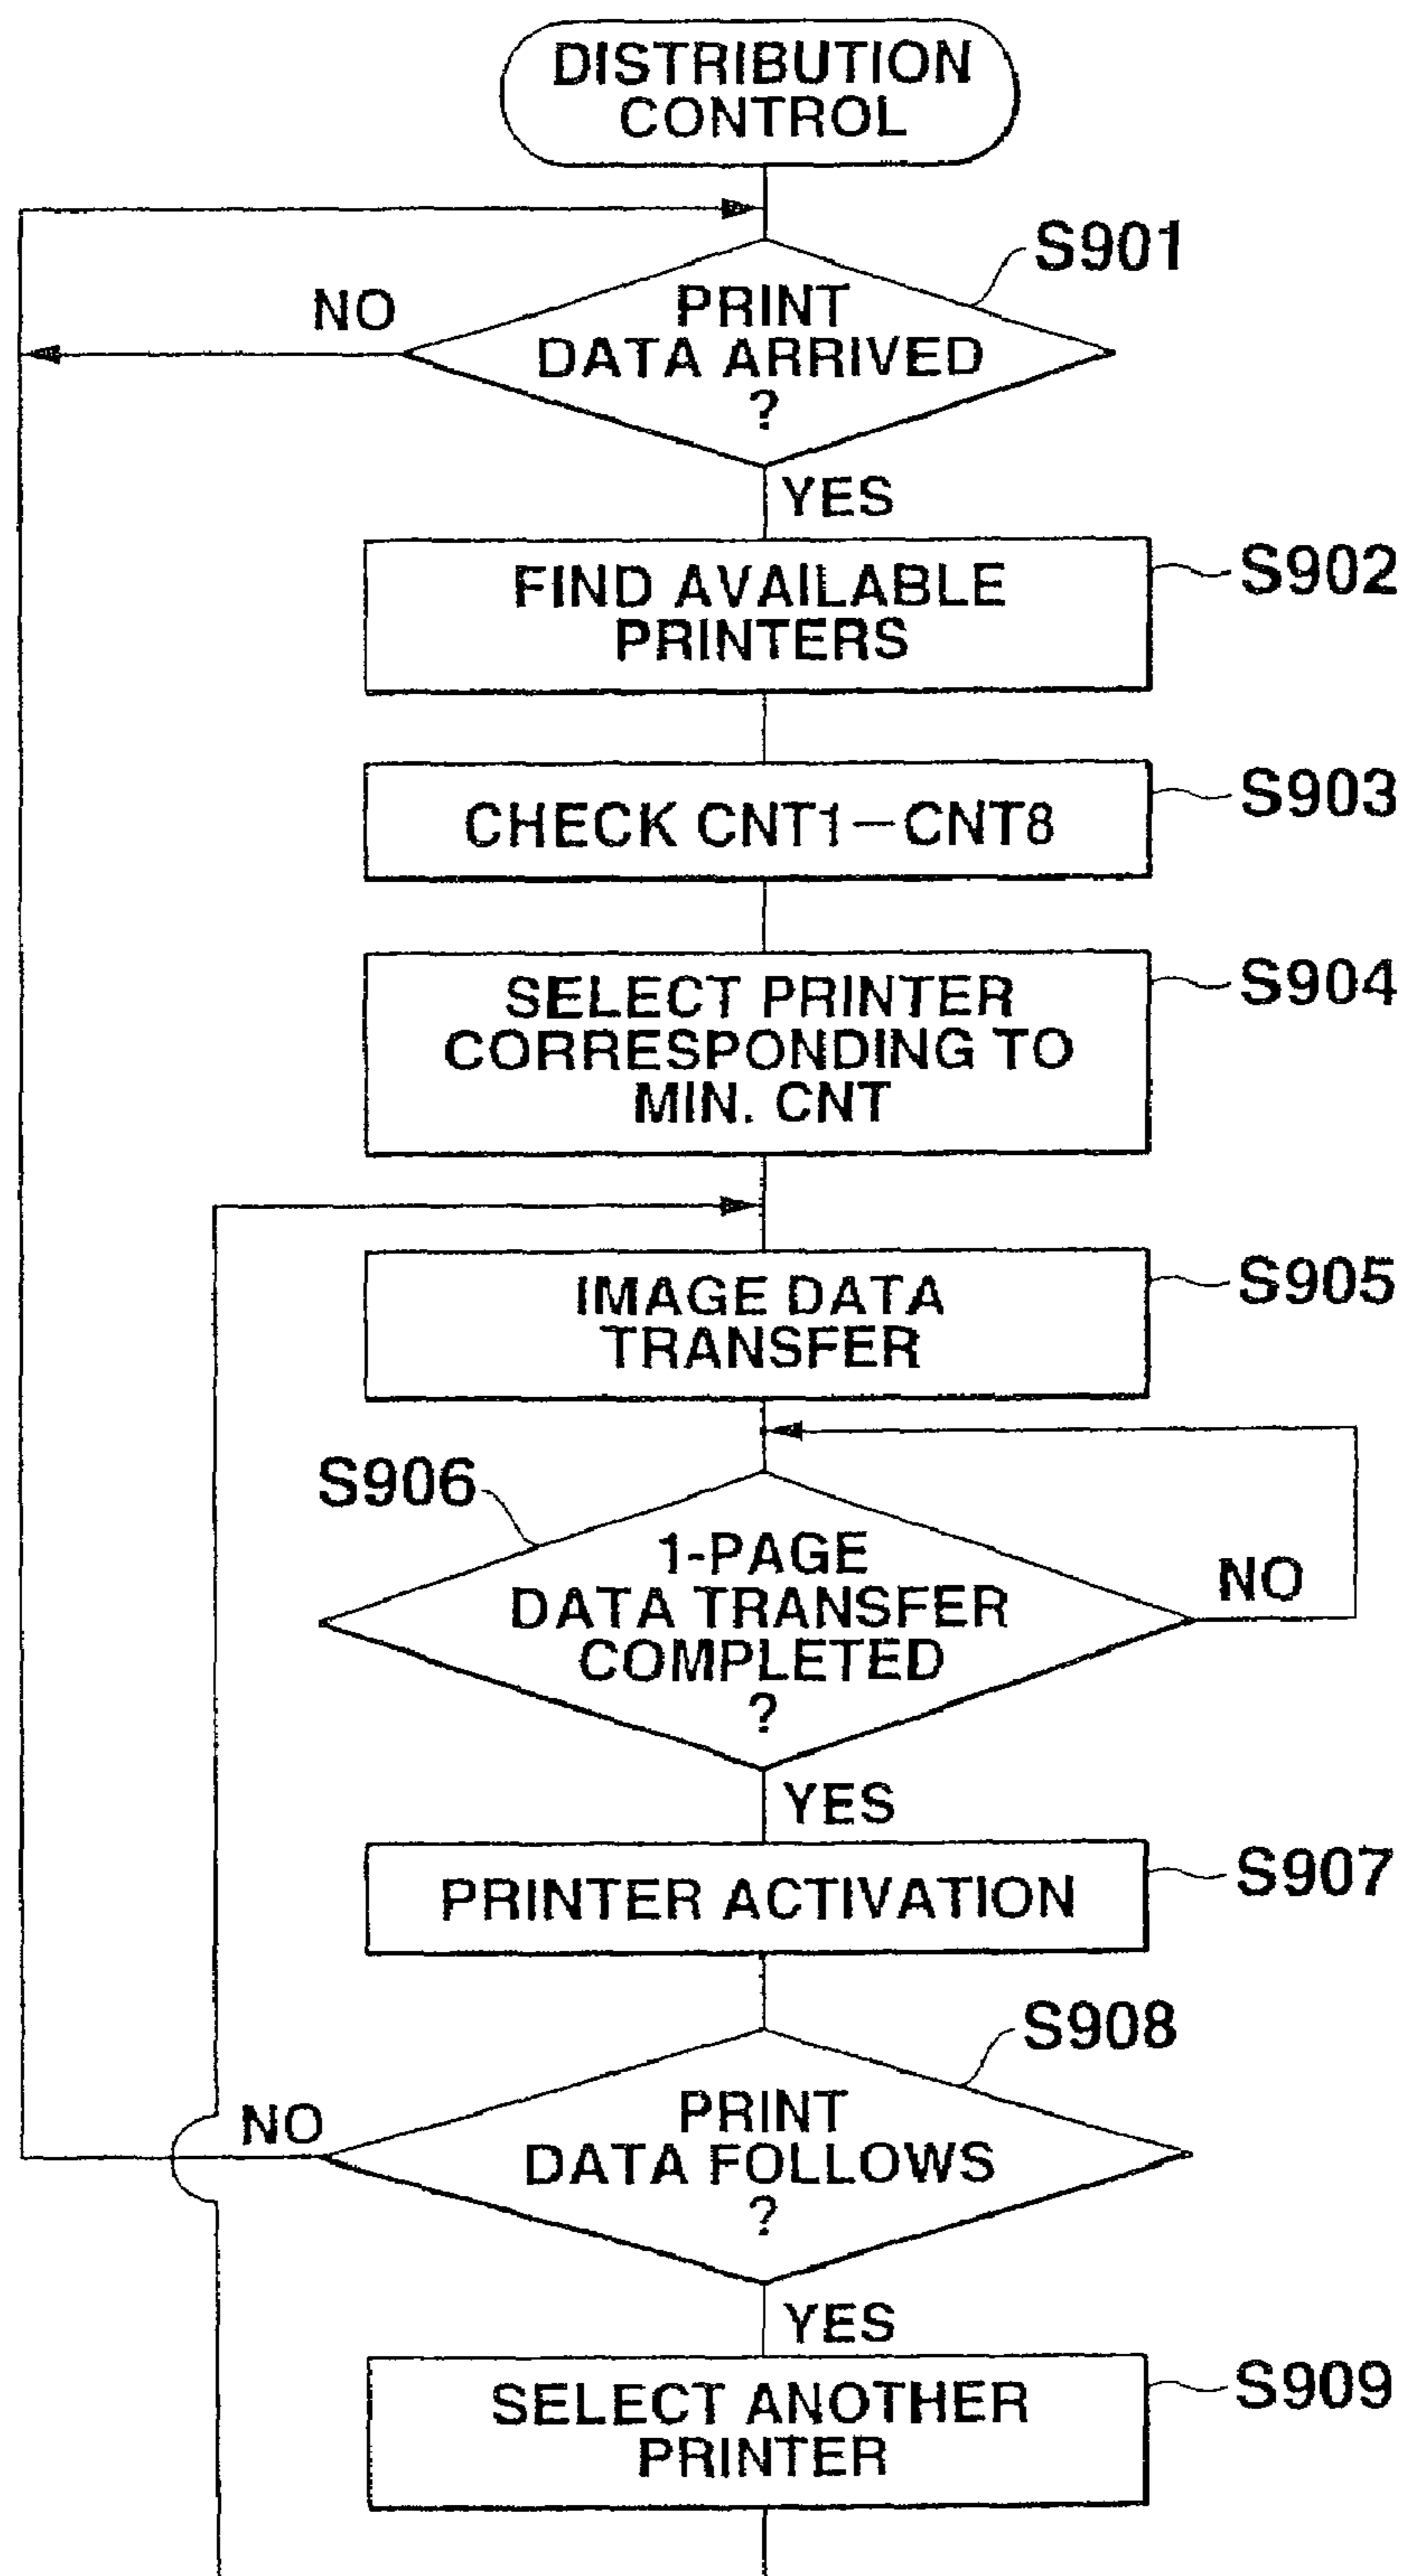 DISTRIBUTION
CONTROL
S901
NO
PRINT
DATA ARRIVED
?
YES
S902
FIND AVAILABLE
PRINTERS
S903
CHECK CNT1—CNT8
S904
SELECT PRINTER
CORRESPONDING TO
MIN. CNT
S905
IMAGE DATA
TRANSFER
S906
1-PAGE
DATA TRANSFER
COMPLETED
?
NO
YES
S907
PRINTER ACTIVATION
S908
NO
PRINT
DATA FOLLOWS
?
YES
S909
SELECT ANOTHER
PRINTER